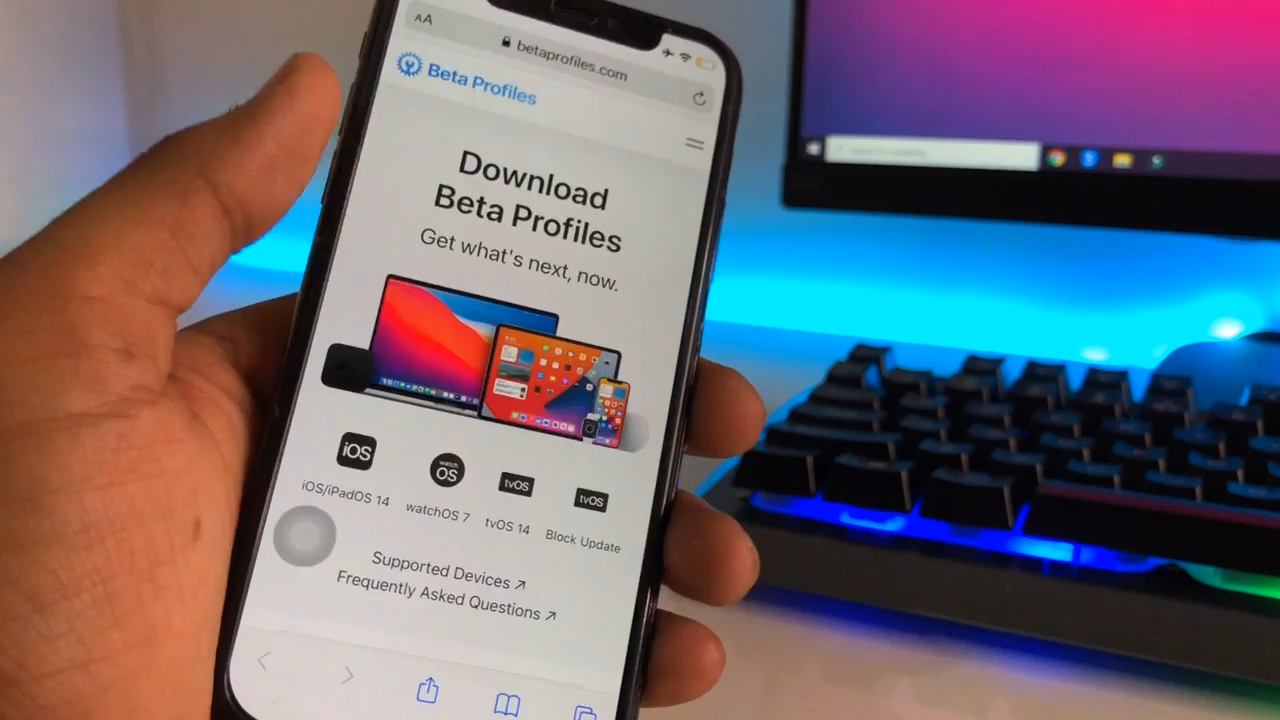 AA
betaprofiles.com
Beta Profiles
Download
Beta Profiles
Get what's next, now.
iOS
watch
OS
tvOS
tvOS
iOS/iPadOS 14
watchOS 7
tvOS 14
Block Update
Supported Devices ↗
Frequently Asked Questions ↗